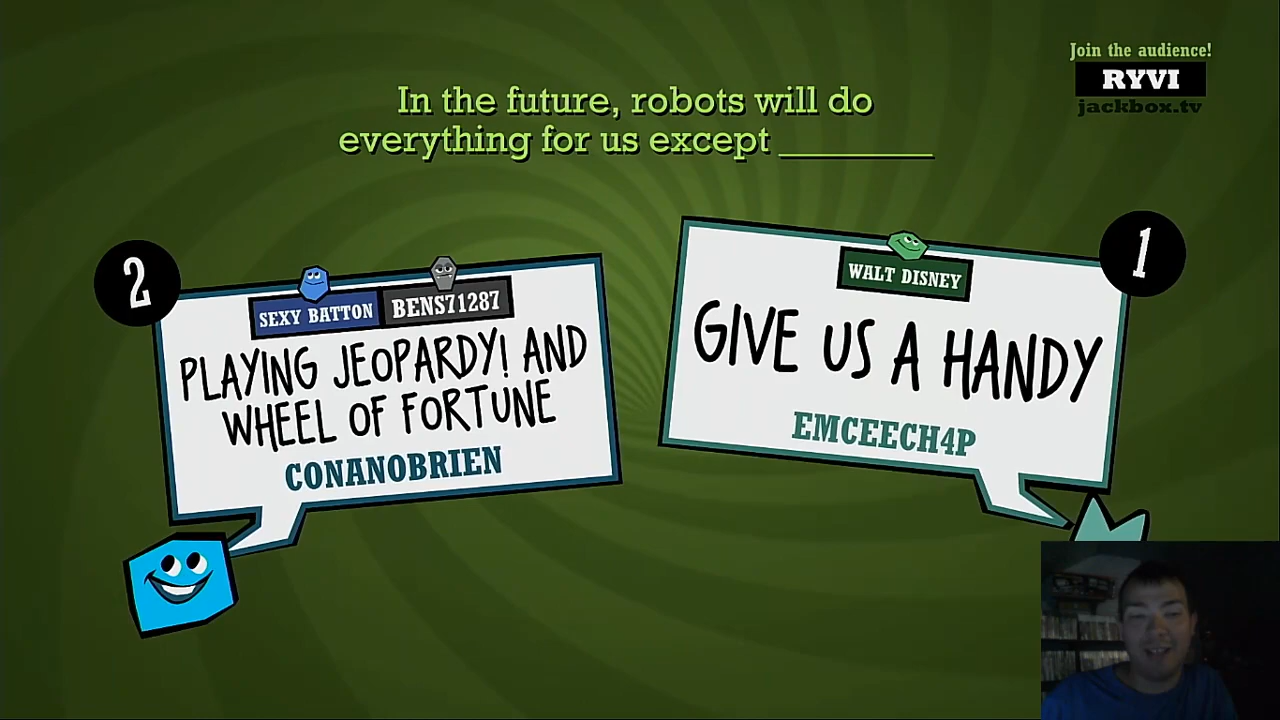 Join the audience!
RYVI
jackbox.tv
In the future, robots will do
everything for us except ________
2
SEXY BATTON
BENS71287
PLAYING JEOPARDY! AND
WHEEL OF FORTUNE
CONANOBRIEN
1
WALT DISNEY
GIVE US A HANDY
EMCEECH4P